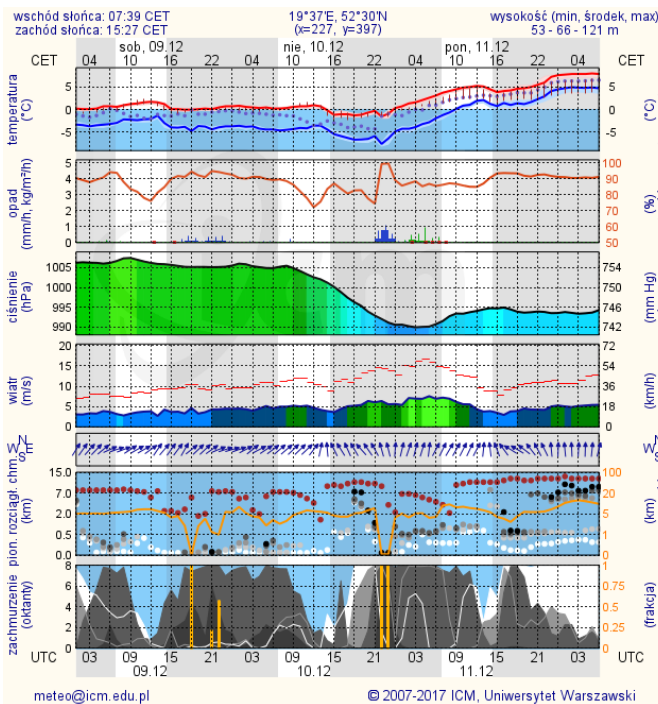 wschód słońca: 07:39 CET 19°37'E, 52°30'N wysokość (min, środek, max)
zachód słońca: 15:27 CET (x=227, y=397) 53 - 66 - 121 m
sob, 09.12 nie, 10.12 pon, 11.12
CET 04 10 16 22 04 10 16 22 04 10 16 22 04 CET
temperatura (°C)
5 0 -5
5 0 -5
opad (mm/h, kg/m²/h)
5 4 3 2 1 0
100 90 80 70 60 50
(%)
ciśnienie (hPa)
1005 1000 995 990
754 750 746 742
(mm Hg)
wiatr m/s
20 15 10 5 0
72 54 36 18 0
(km/h)
N W E S
N W E S
pion. rozciągł. chm. (km)
15.0 7.0 2.0 0.5 0.0
100 20 5 1 0
(km)
zachmurzenie (oktanty)
8 6 4 2 0
1 0.75 0.5 0.25 0
(frakcja)
UTC 03 09 15 21 03 09 15 21 03 09 15 21 03 UTC
09.12 10.12 11.12
meteo@icm.edu.pl © 2007-2017 ICM, Uniwersytet Warszawski